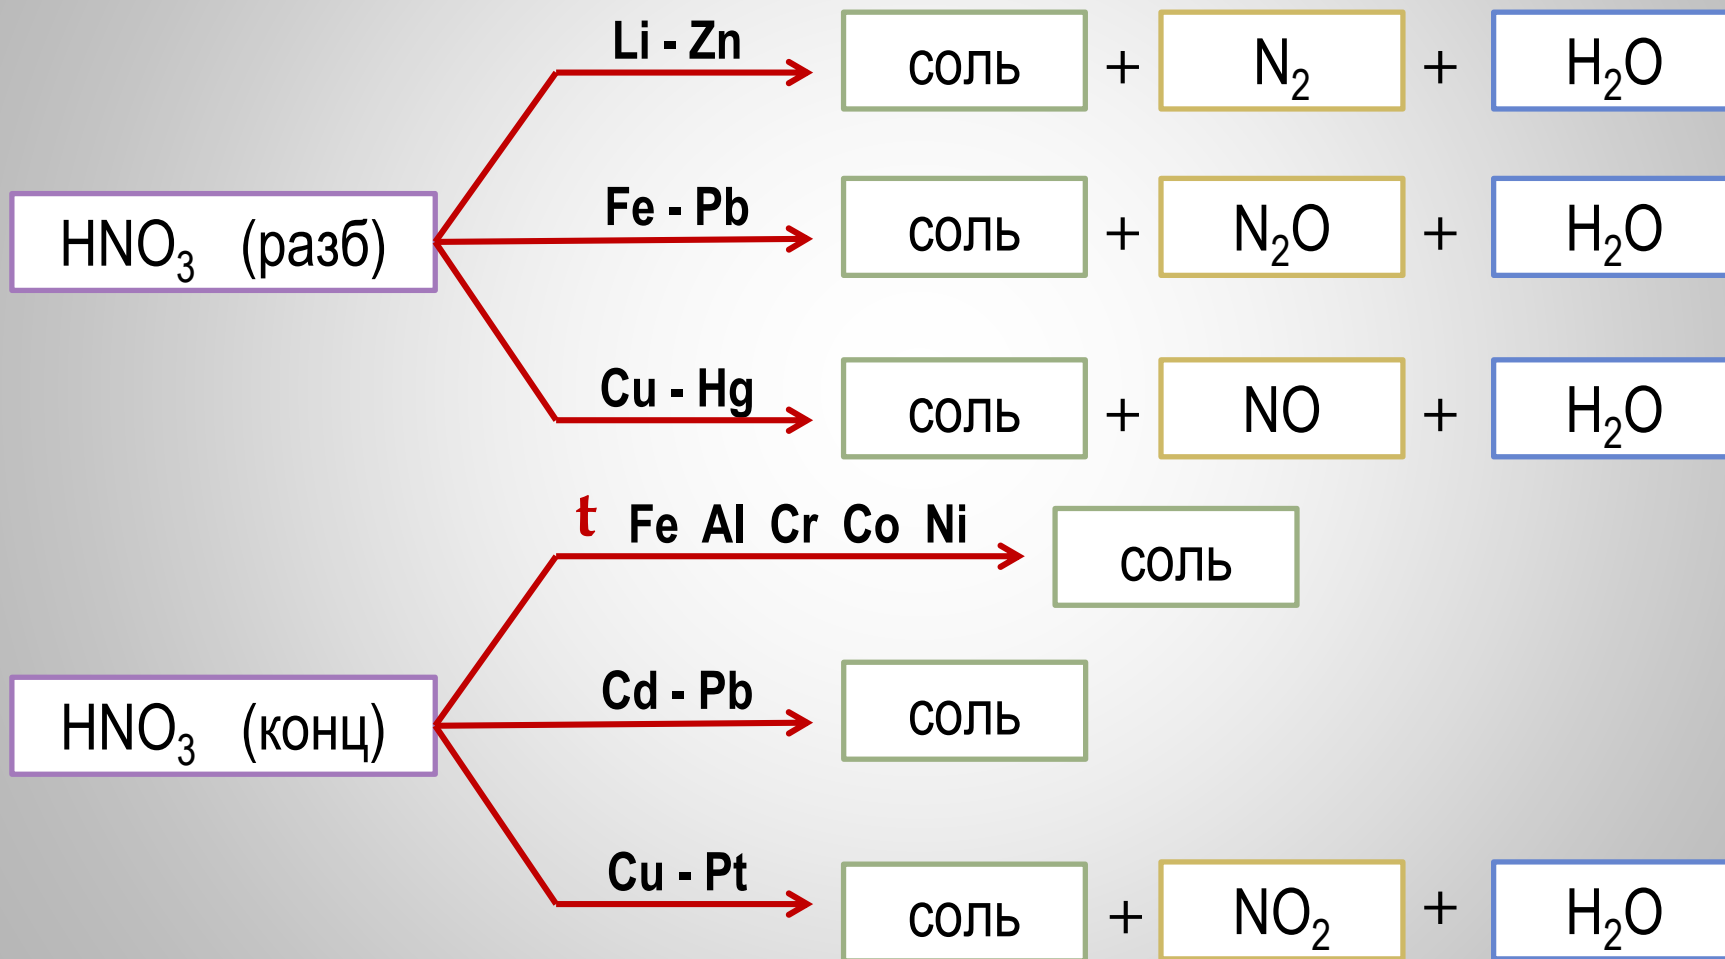 Li - Zn
соль + N₂ + H₂O
HNO₃ (разб)
Fe - Pb
соль + N₂O + H₂O
Cu - Hg
соль + NO + H₂O
t Fe Al Cr Co Ni
соль
HNO₃ (конц)
Cd - Pb
соль
Cu - Pt
соль + NO₂ + H₂O